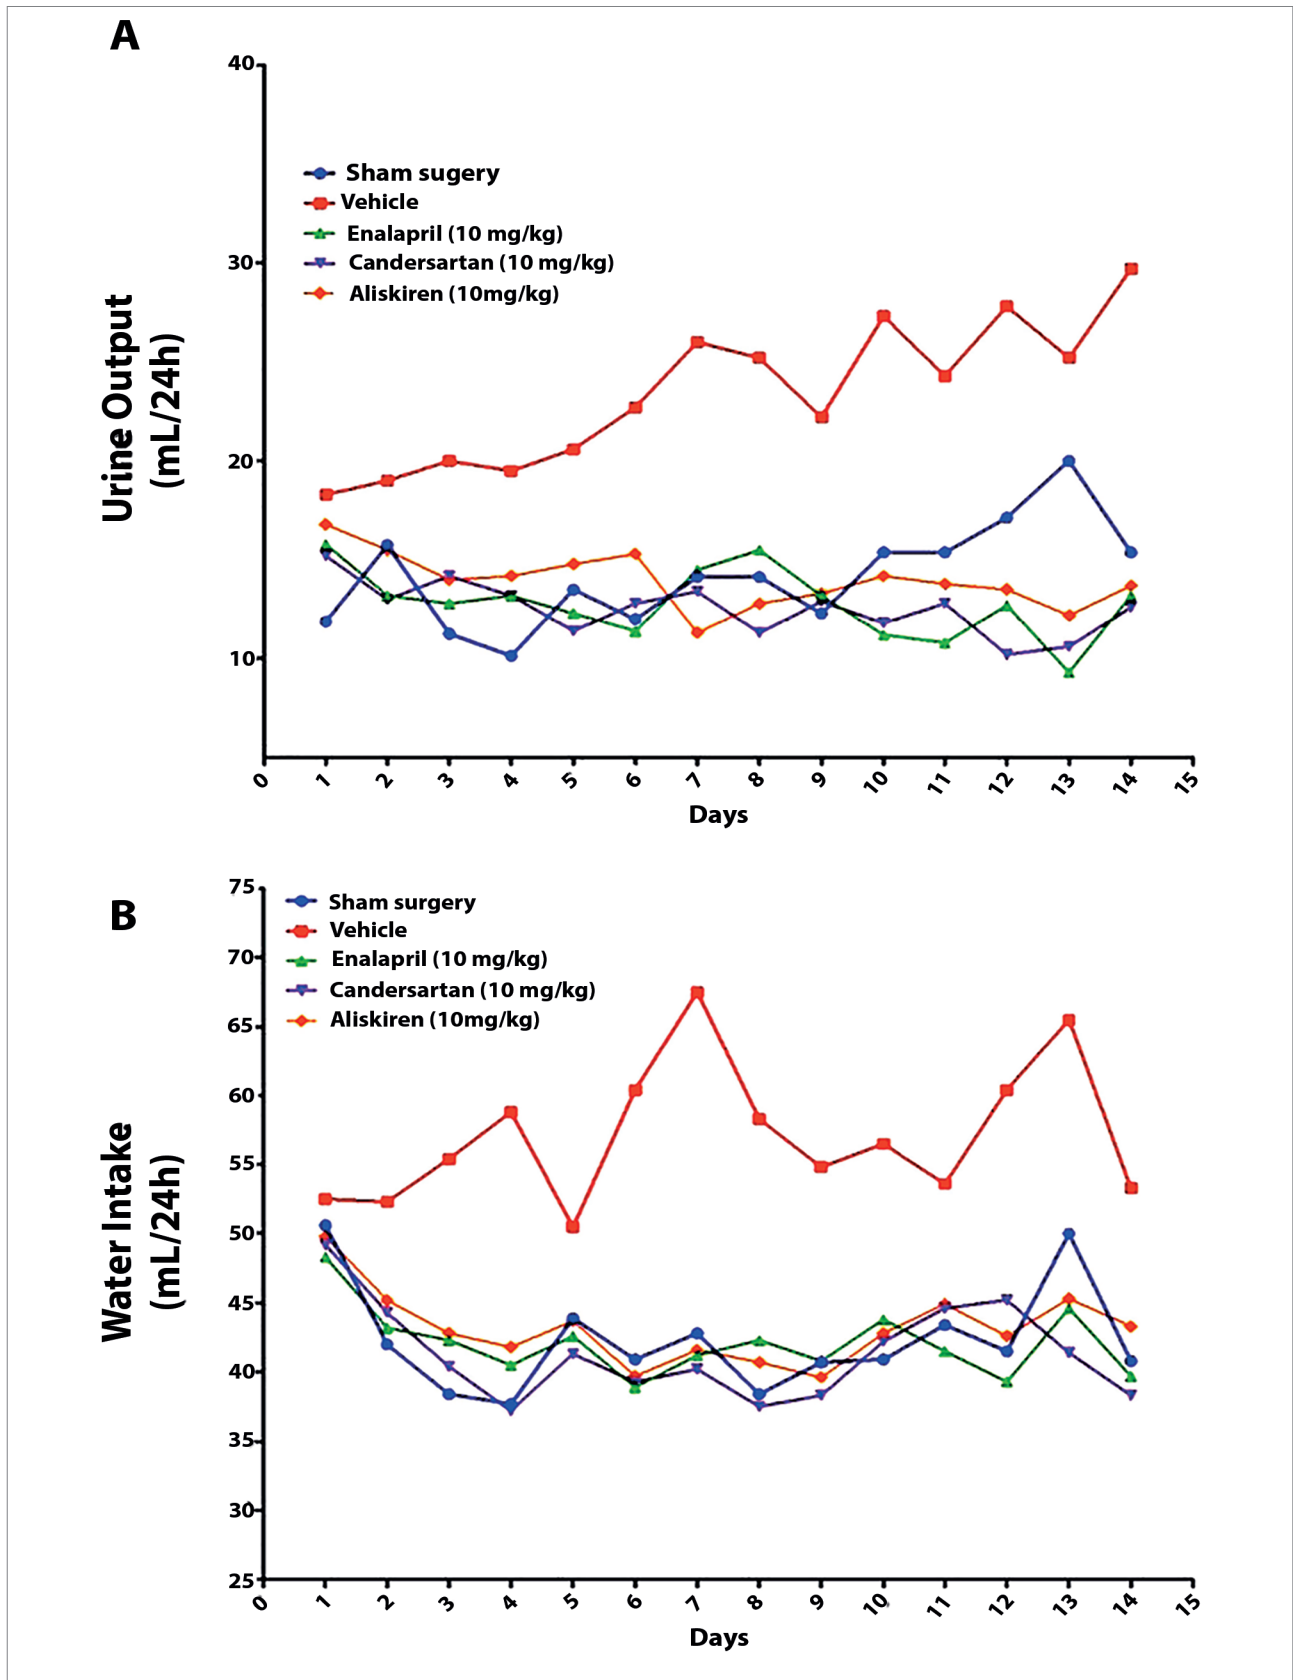 A
40
30
20
10
Urine Output
(mL/24h)
Sham sugery
Vehicle
Enalapril (10 mg/kg)
Candersartan (10 mg/kg)
Aliskiren (10mg/kg)
0 1 2 3 4 5 6 7 8 9 10 11 12 13 14 15
Days
B
75
70
65
60
55
50
45
40
35
30
25
Water Intake
(mL/24h)
Sham surgery
Vehicle
Enalapril (10 mg/kg)
Candersartan (10 mg/kg)
Aliskiren (10mg/kg)
0 1 2 3 4 5 6 7 8 9 10 11 12 13 14 15
Days